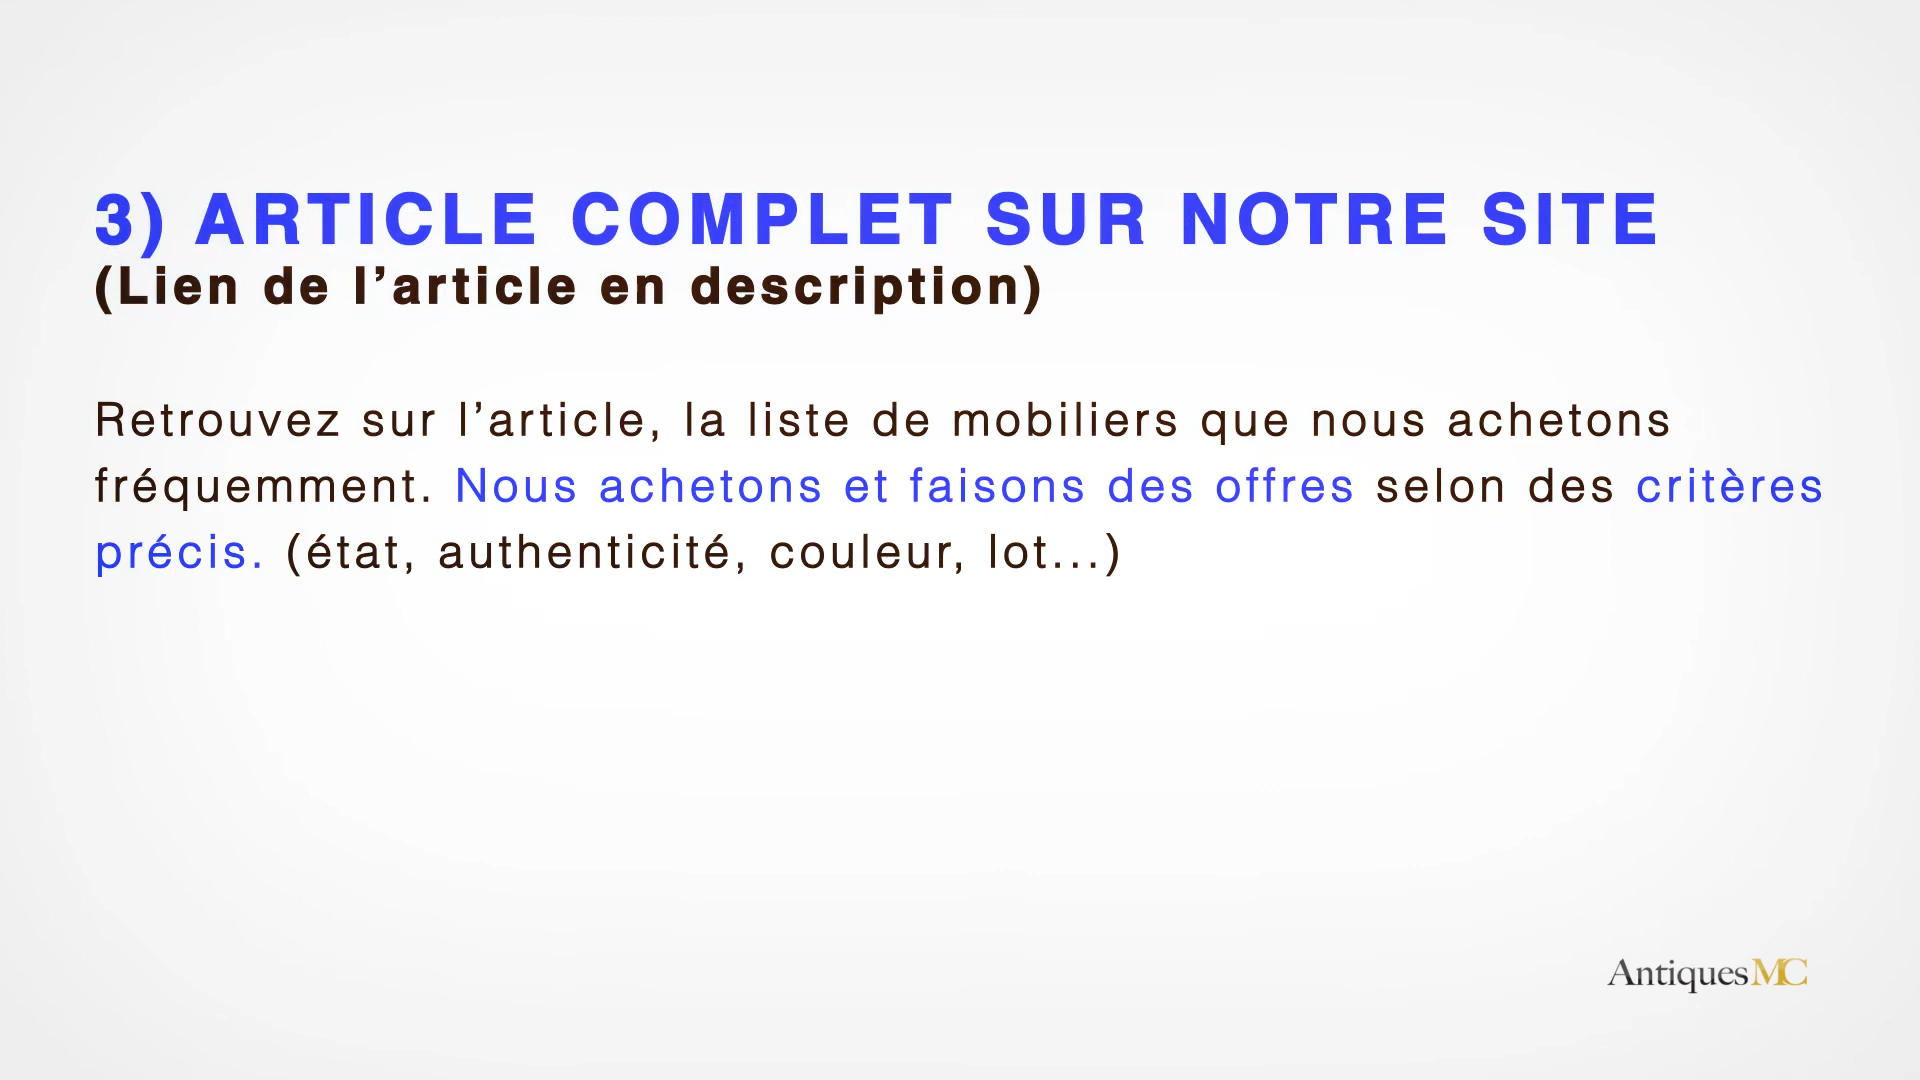 3) ARTICLE COMPLET SUR NOTRE SITE
(Lien de l’article en description)
Retrouvez sur l’article, la liste de mobiliers que nous achetons
fréquemment. Nous achetons et faisons des offres selon des critères
précis. (état, authenticité, couleur, lot...)
AntiquesMC